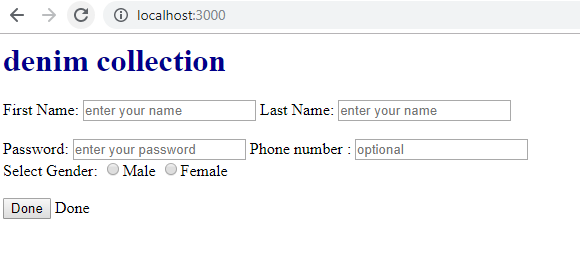 localhost:3000
denim collection
First Name: enter your name Last Name: enter your name
Password: enter your password Phone number : optional
Select Gender: Male Female
Done Done